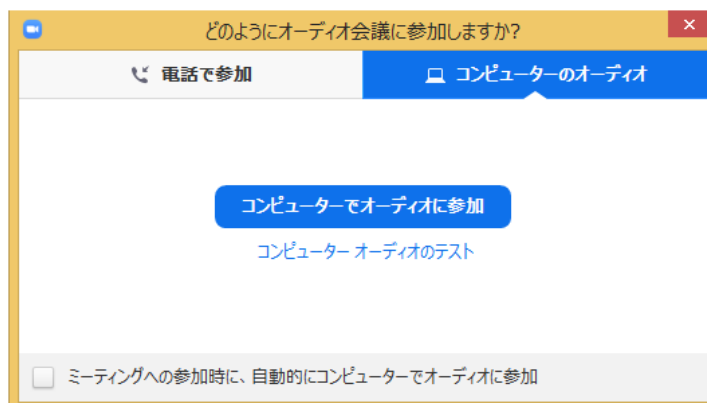 どのようにオーディオ会議に参加しますか?
電話で参加
コンピューターのオーディオ
コンピューターでオーディオに参加
コンピューター オーディオのテスト
ミーティングへの参加時に、自動的にコンピューターでオーディオに参加